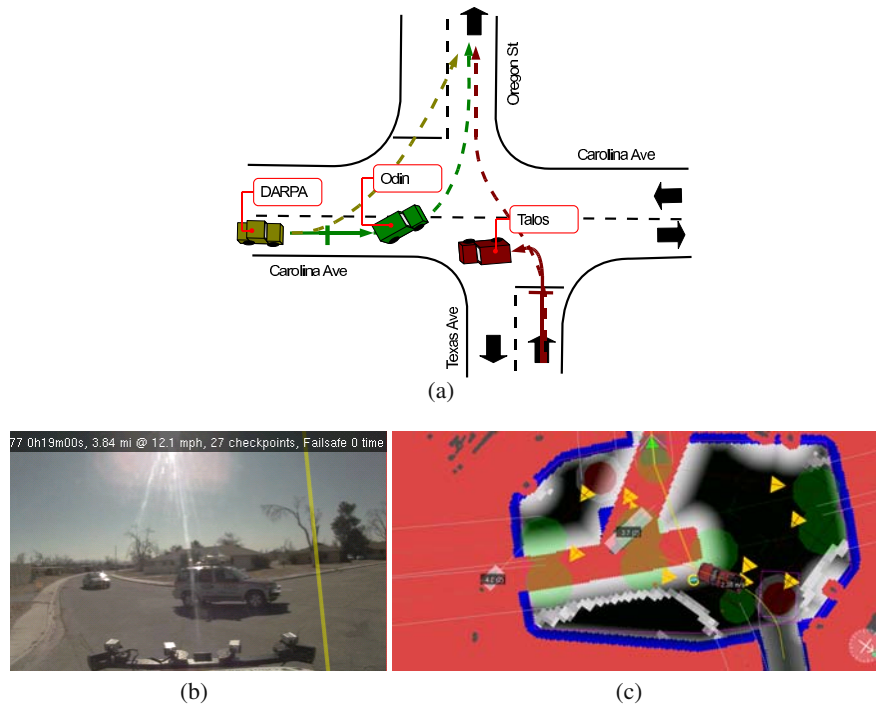 Oregon St
Carolina Ave
DARPA
Odin
Talos
Carolina Ave
Texas Ave
(a)
77 0h19m00s, 3.84 mi @ 12.1 mph, 27 checkpoints, Failsafe 0 time
(b)
(c)